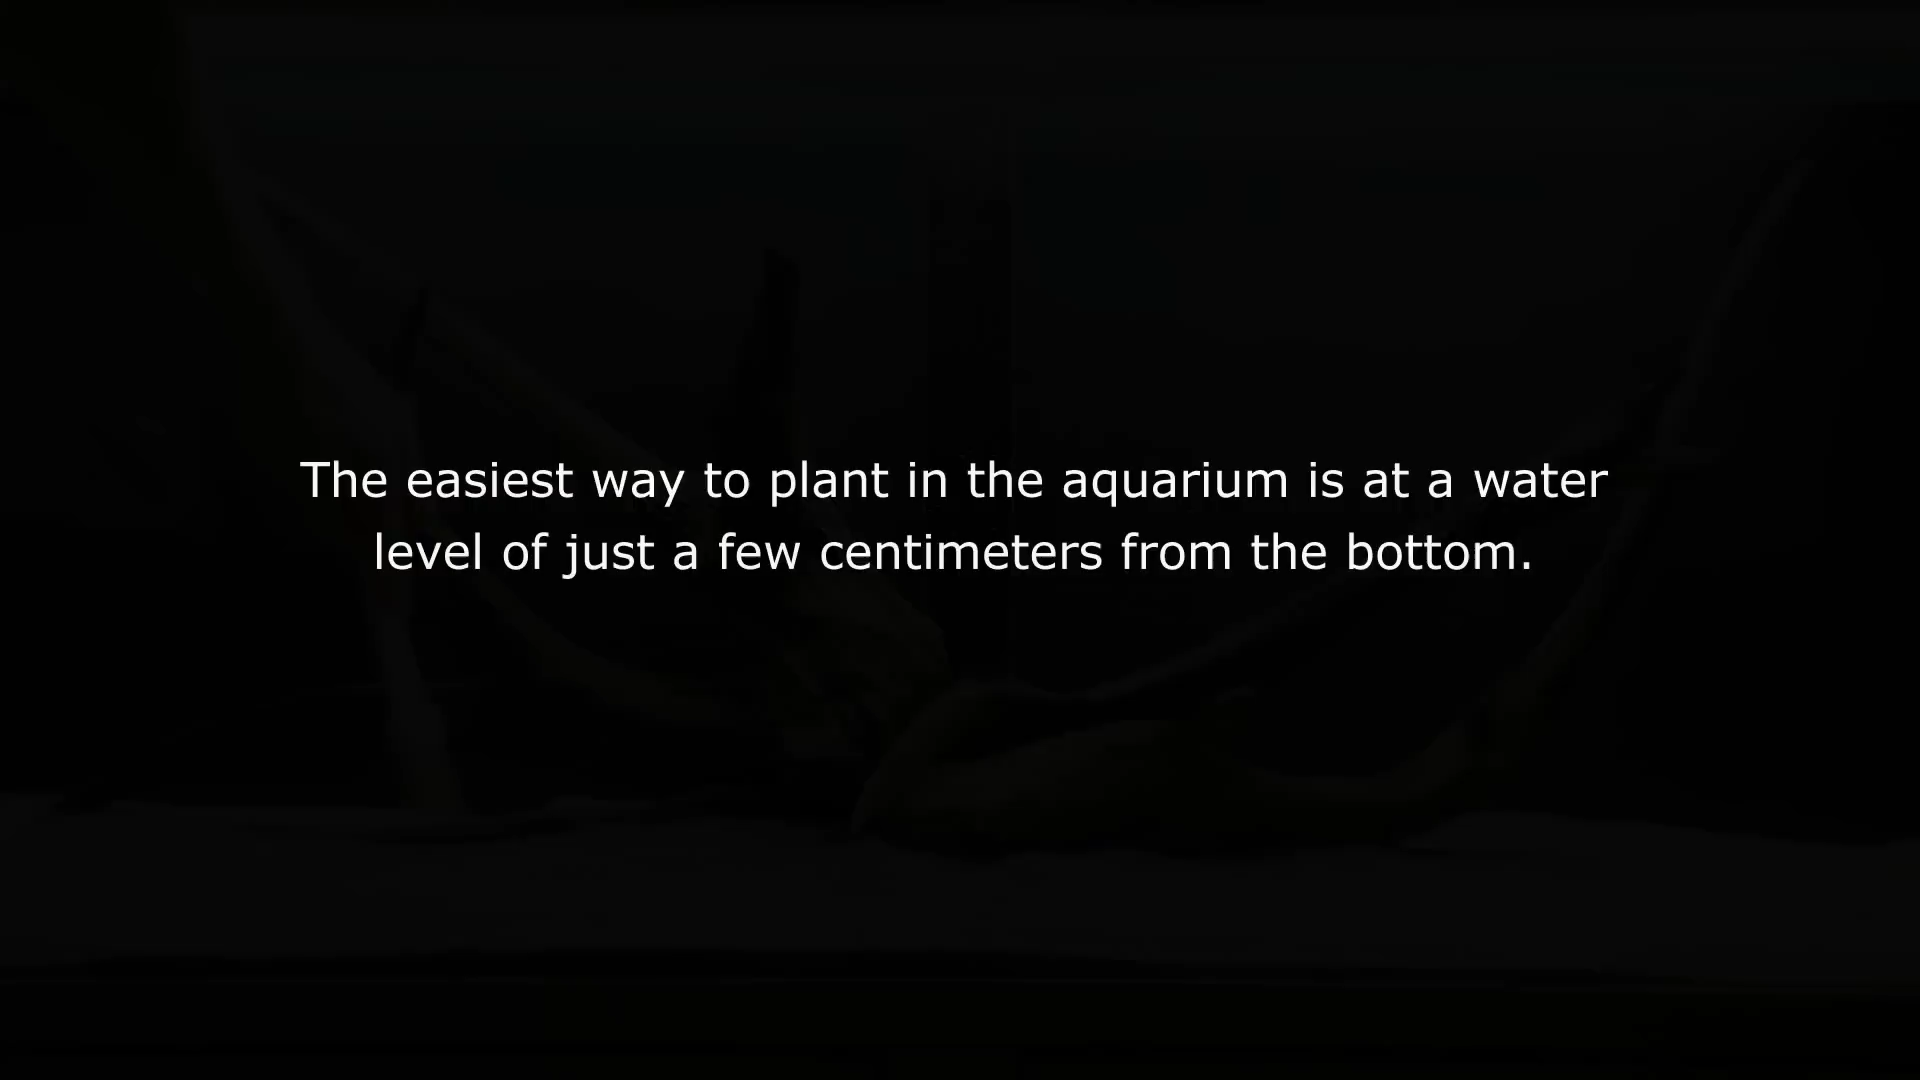 The easiest way to plant in the aquarium is at a water
level of just a few centimeters from the bottom.